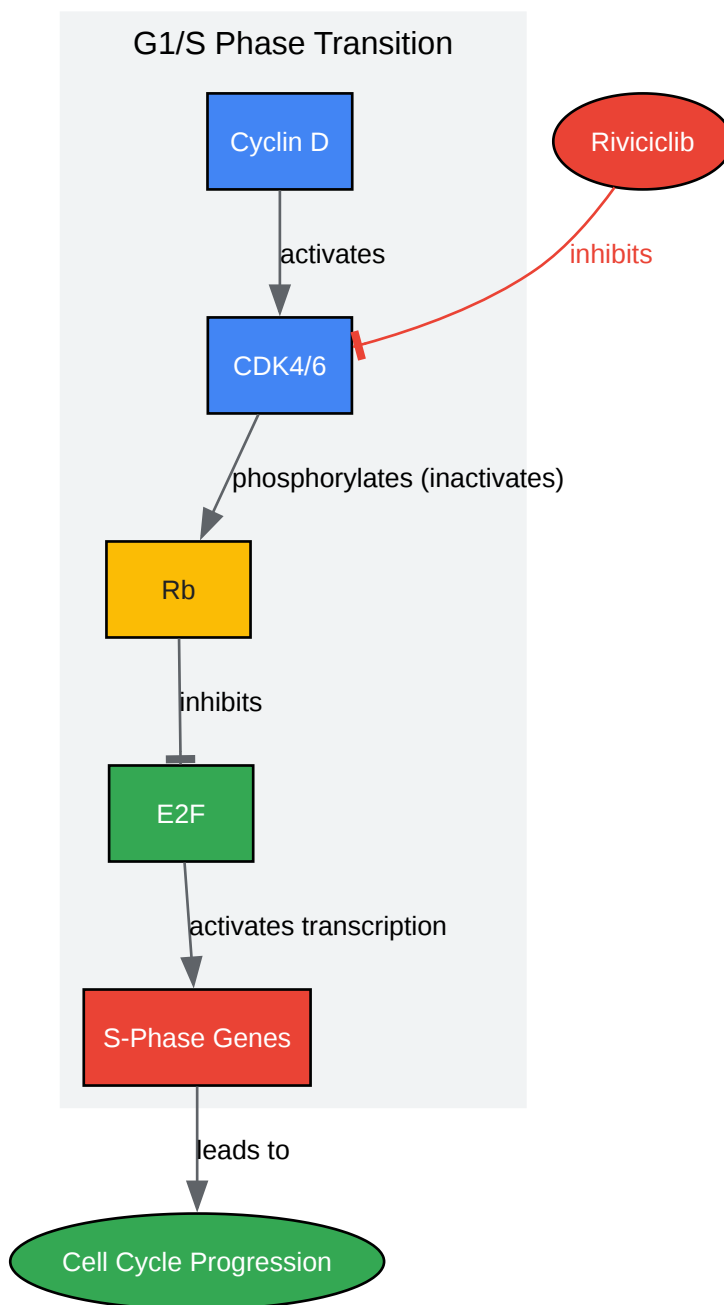 G1/S Phase Transition
Cyclin D
Riviciclib
activates
inhibits
CDK4/6
phosphorylates (inactivates)
Rb
inhibits
E2F
activates transcription
S-Phase Genes
leads to
Cell Cycle Progression